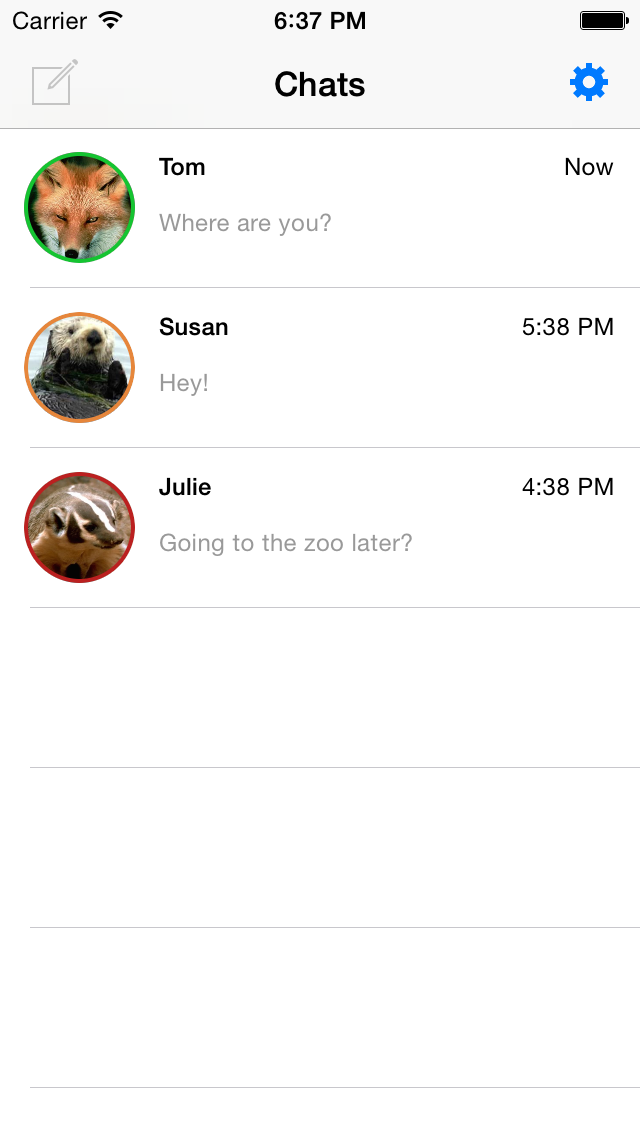 Carrier 6:37 PM
Chats
Tom Now
Where are you?
Susan 5:38 PM
Hey!
Julie 4:38 PM
Going to the zoo later?